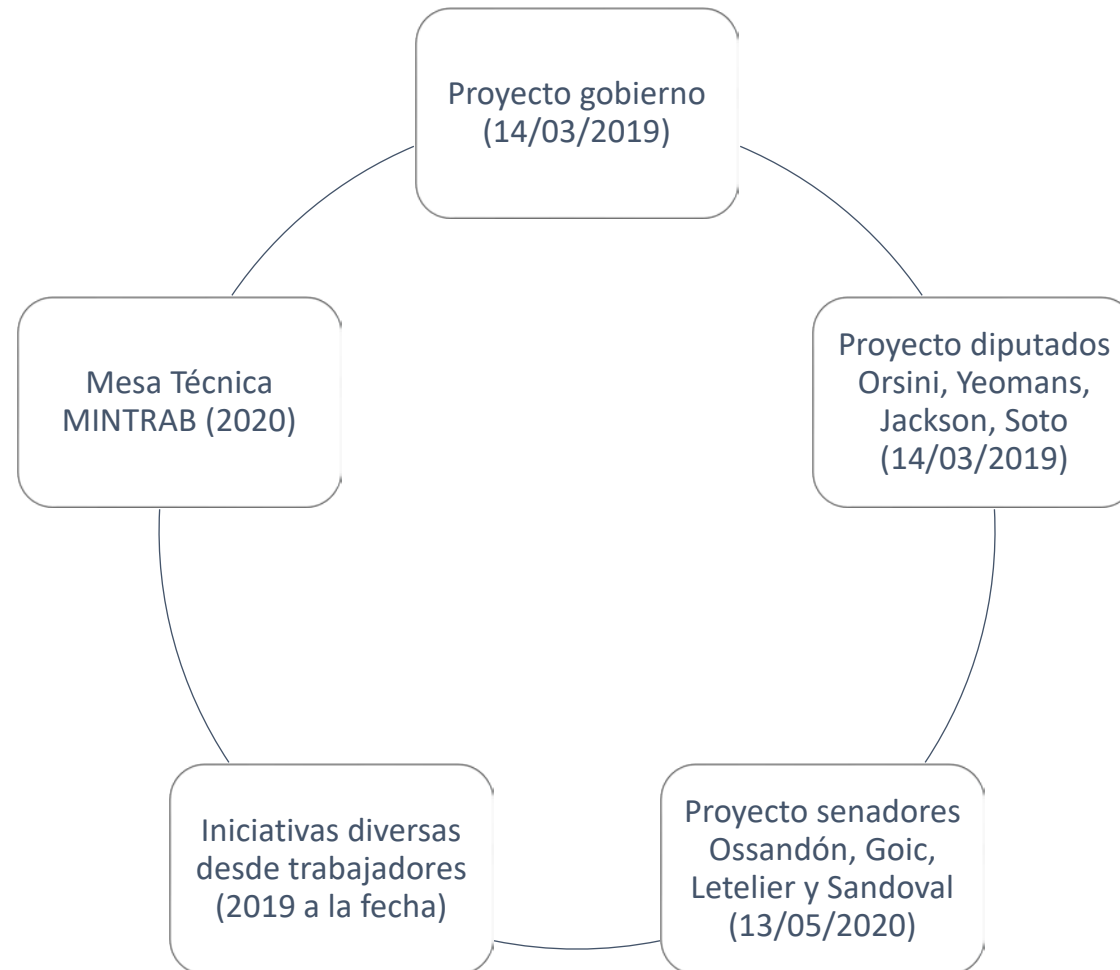 Proyecto gobierno
(14/03/2019)
Proyecto diputados
Orsini, Yeomans,
Jackson, Soto
(14/03/2019)
Proyecto senadores
Ossandón, Goic,
Letelier y Sandoval
(13/05/2020)
Iniciativas diversas
desde trabajadores
(2019 a la fecha)
Mesa Técnica
MINTRAB (2020)